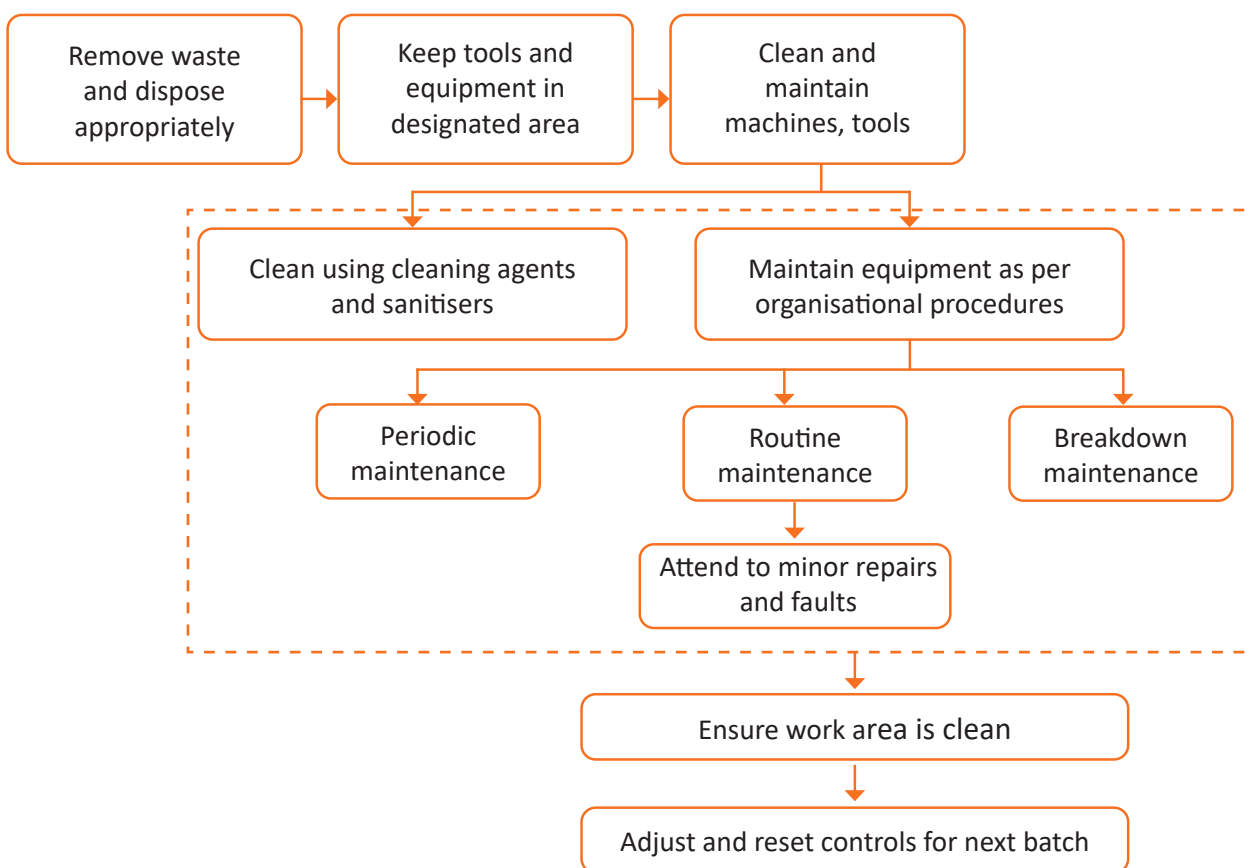 Remove waste
and dispose
appropriately
Keep tools and
equipment in
designated area
Clean and
maintain
machines, tools
Clean using cleaning agents
and sanitisers
Maintain equipment as per
organisational procedures
Periodic
maintenance
Routine
maintenance
Breakdown
maintenance
Attend to minor repairs
and faults
Ensure work area is clean
Adjust and reset controls for next batch